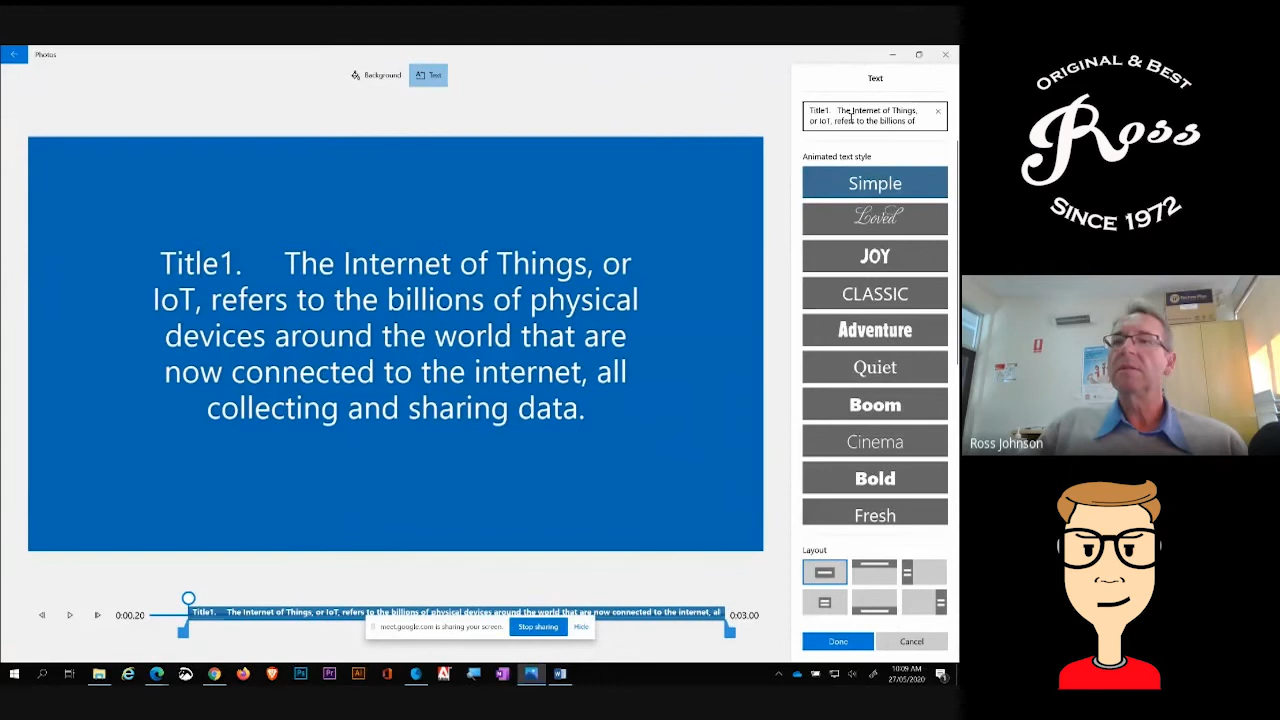 Photos
Background
Text
Text
Title1. The Internet of Things,
or IoT, refers to the billions of
Animated text style
Simple
Loved
JOY
CLASSIC
Adventure
Quiet
Boom
Cinema
Bold
Fresh
Layout
Done
Cancel
Title1. The Internet of Things, or
IoT, refers to the billions of physical
devices around the world that are
now connected to the internet, all
collecting and sharing data.
0:00.20
Title1. The Internet of Things, or IoT, refers to the billions of physical devices around the world that are now connected to the internet, al
0:03.00
meet.google.com is sharing your screen.
Stop sharing
Hide
10:09 AM
27/05/2020
ORIGINAL & BEST
Ross
SINCE 1972
Ross Johnson